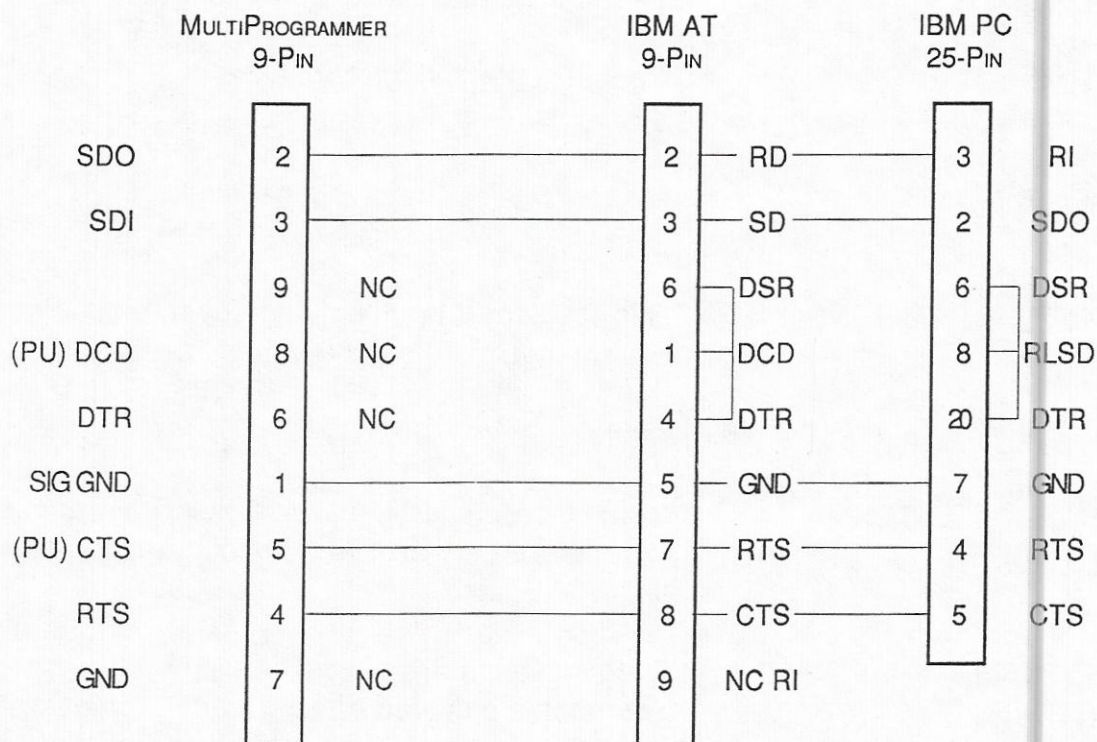 MULTIPROGRAMMER IBM AT IBM PC
9-PIN 9-PIN 25-PIN
SDO 2 2 RD 3 RI
SDI 3 3 SD 2 SDO
9 NC 6 DSR 6 DSR
(PU) DCD 8 NC 1 DCD 8 RLSD
DTR 6 NC 4 DTR 20 DTR
SIG GND 1 5 GND 7 GND
(PU) CTS 5 7 RTS 4 RTS
RTS 4 8 CTS 5 CTS
GND 7 NC 9 NC RI